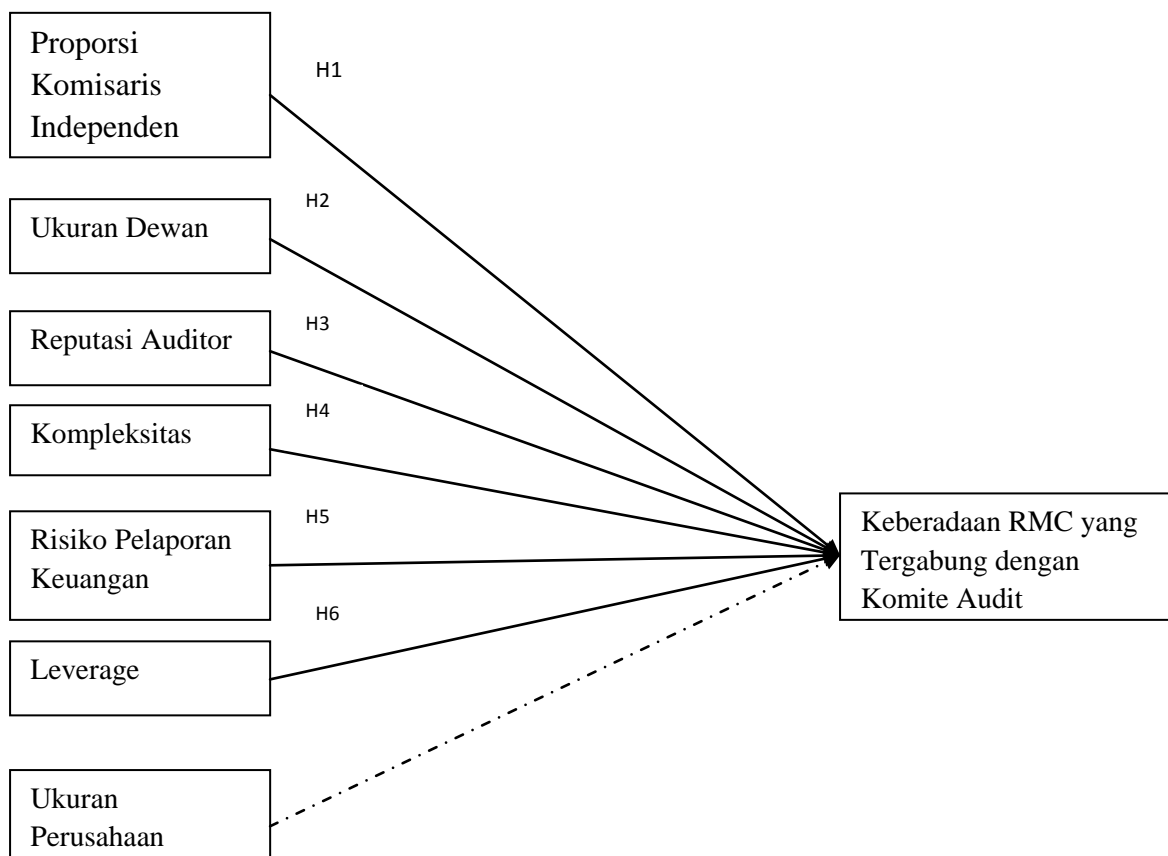 Proporsi
Komisaris
Independen
H1
Ukuran Dewan
H2
Reputasi Auditor
H3
Kompleksitas
H4
Risiko Pelaporan
Keuangan
H5
Leverage
H6
Ukuran
Perusahaan
Keberadaan RMC yang
Tergabung dengan
Komite Audit